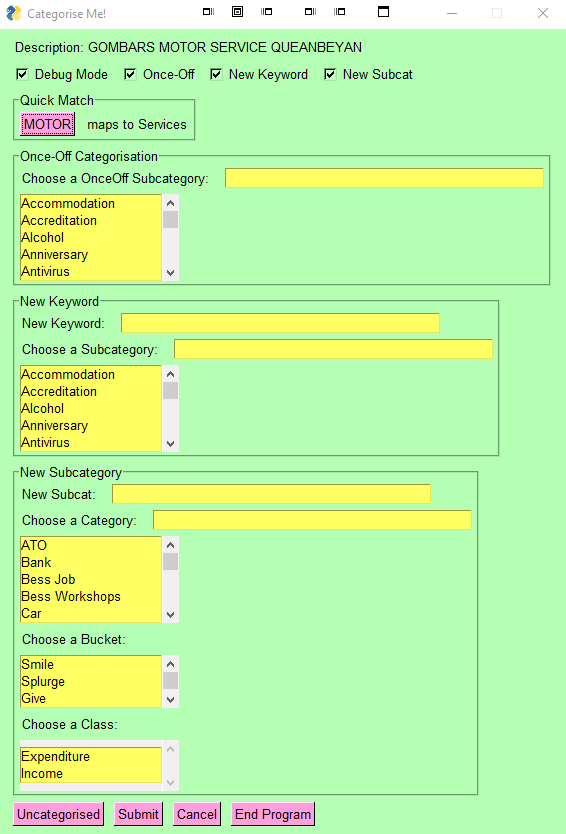 Categorise Me!
Description: GOMBARS MOTOR SERVICE QUEANBEYAN
Debug Mode Once-Off New Keyword New Subcat
Quick Match
MOTOR maps to Services
Once-Off Categorisation
Choose a OnceOff Subcategory:
Accommodation
Accreditation
Alcohol
Anniversary
Antivirus
New Keyword
New Keyword:
Choose a Subcategory:
Accommodation
Accreditation
Alcohol
Anniversary
Antivirus
New Subcategory
New Subcat:
Choose a Category:
ATO
Bank
Bess Job
Bess Workshops
Car
Choose a Bucket:
Smile
Splurge
Give
Choose a Class:
Expenditure
Income
Uncategorised Submit Cancel End Program